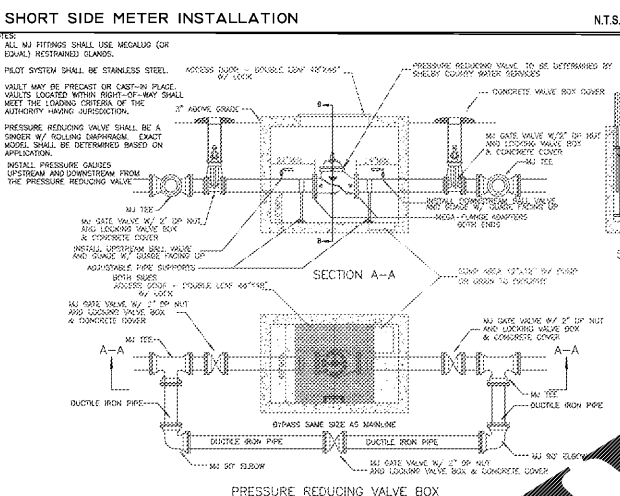 SHORT SIDE METER INSTALLATION
N.T.S.
ALL MJ FITTINGS SHALL USE MEGALUG (OR
EQUAL) RESTRAINED GLANDS.
PILOT SYSTEM SHALL BE STAINLESS STEEL.
VAULT MAY BE PRECAST OR CAST-IN PLACE.
VAULTS LOCATED WITHIN RIGHT-OF-WAY SHALL
MEET THE LOADING CRITERIA OF THE
AUTHORITY HAVING JURISDICTION.
PRESSURE REDUCING VALVE SHALL BE A
SINGER W/ ROLLING DIAPHRAGM. EXACT
MODEL SHALL BE DETERMINED BASED ON
APPLICATION.
INSTALL PRESSURE GAUGES
UPSTREAM AND DOWNSTREAM FROM
THE PRESSURE REDUCING VALVE
ACCESS DOOR - DOUBLE LEAF
W/ LOCK
3" ABOVE GRADE
B
PRESSURE REDUCING VALVE TO BE DETERMINED BY
SHELBY COUNTY WATER SERVICES
CONCRETE VALVE BOX COVER
MJ GATE VALVE W/2" OP NUT
AND LOCKING VALVE BOX
& CONCRETE COVER
MJ TEE
MJ TEE
MJ GATE VALVE W/ 2" OP NUT
AND LOCKING VALVE BOX
& CONCRETE COVER
INSTALL DOWNSTREAM BALL VALVE
AND GUAGE W/ GUAGE FACING UP
MEGA-FLANGE ADAPTERS
BOTH ENDS
B
INSTALL UPSTREAM BALL VALVE
AND GUAGE W/ GUAGE FACING UP
ADJUSTABLE PIPE SUPPORTS
BOTH SIDES
SECTION A-A
SUMP AREA
OR DRAIN TO
ACCESS DOOR - DOUBLE LEAF
W/ LOCK
MJ GATE VALVE W/ 2" OP NUT
AND LOCKING VALVE BOX
& CONCRETE COVER
MJ GATE VALVE W/ 2" OP NUT
AND LOCKING VALVE BOX
& CONCRETE COVER
MJ TEE
A-A
A-A
MJ TEE
DUCTILE IRON PIPE
DUCTILE IRON PIPE
BYPASS SAME SIZE AS MAINLINE
DUCTILE IRON PIPE
DUCTILE IRON PIPE
MJ 90° ELBOW
MJ 90° ELBOW
MJ GATE VALVE W/ 2" OP NUT
AND LOCKING VALVE BOX & CONCRETE COVER
PRESSURE REDUCING VALVE BOX